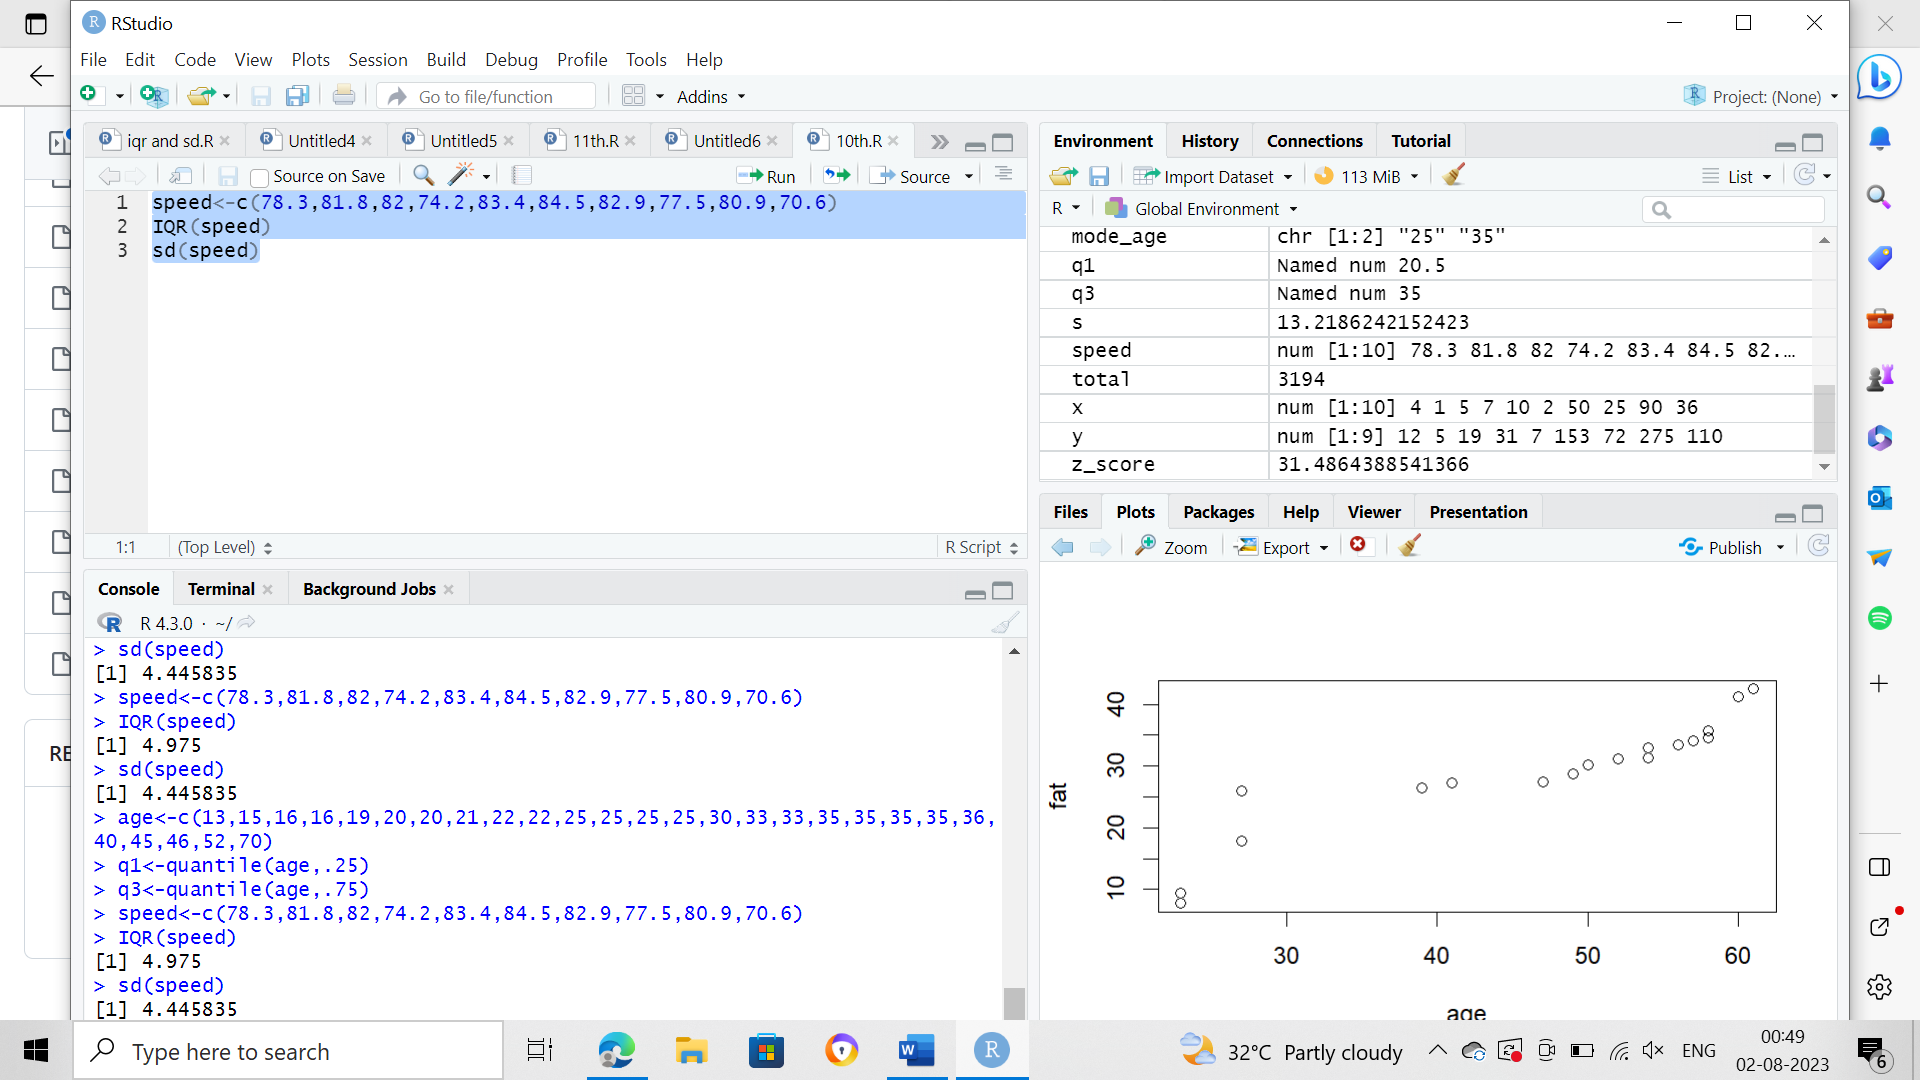 RStudio
File Edit Code View Plots Session Build Debug Profile Tools Help
Go to file/function Addins Project: (None)
iqr and sd.R Untitled4 Untitled5 11th.R Untitled6 10th.R
Source on Save Run Source
1 speed<-c(78.3,81.8,82,74.2,83.4,84.5,82.9,77.5,80.9,70.6)
2 IQR(speed)
3 sd(speed)
1:1 (Top Level) R Script
Console Terminal Background Jobs
R 4.3.0 · ~/
> sd(speed)
[1] 4.445835
> speed<-c(78.3,81.8,82,74.2,83.4,84.5,82.9,77.5,80.9,70.6)
> IQR(speed)
[1] 4.975
> sd(speed)
[1] 4.445835
> age<-c(13,15,16,16,19,20,20,21,22,22,25,25,25,25,30,33,33,35,35,35,35,36,
40,45,46,52,70)
> q1<-quantile(age,.25)
> q3<-quantile(age,.75)
> speed<-c(78.3,81.8,82,74.2,83.4,84.5,82.9,77.5,80.9,70.6)
> IQR(speed)
[1] 4.975
> sd(speed)
[1] 4.445835
Environment History Connections Tutorial
Import Dataset 113 MiB List
R Global Environment
mode_age chr [1:2] "25" "35"
q1 Named num 20.5
q3 Named num 35
s 13.2186242152423
speed num [1:10] 78.3 81.8 82 74.2 83.4 84.5 82.…
total 3194
x num [1:10] 4 1 5 7 10 2 50 25 90 36
y num [1:9] 12 5 19 31 7 153 72 275 110
z_score 31.4864388541366
Files Plots Packages Help Viewer Presentation
Zoom Export Publish
fat
40
30
20
10
30 40 50 60
age
RE
Type here to search
32°C Partly cloudy
ENG
00:49
02-08-2023
6